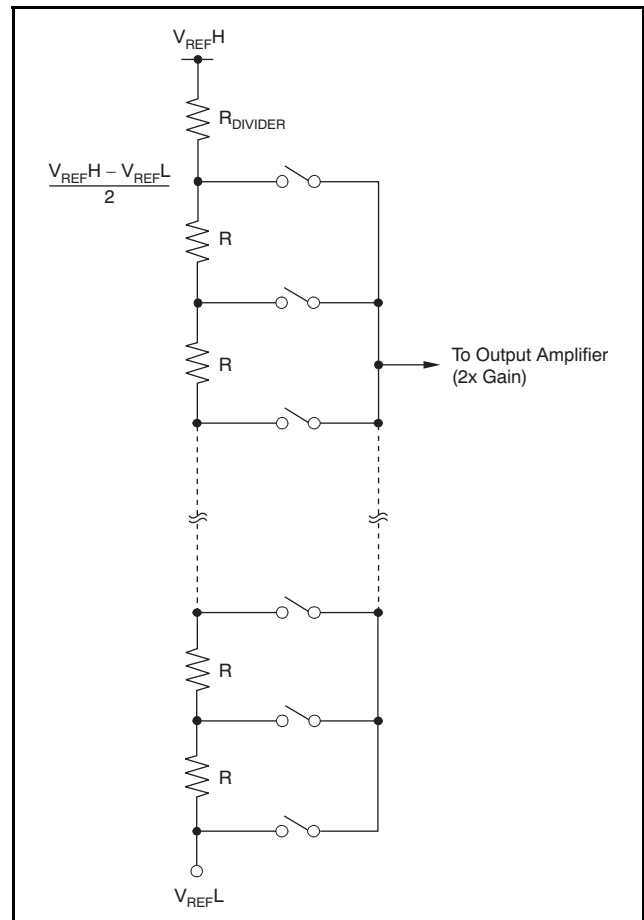 VREFH
RDIVIDER
VREFH – VREFL
2
R
R
To Output Amplifier
(2x Gain)
R
R
VREFL